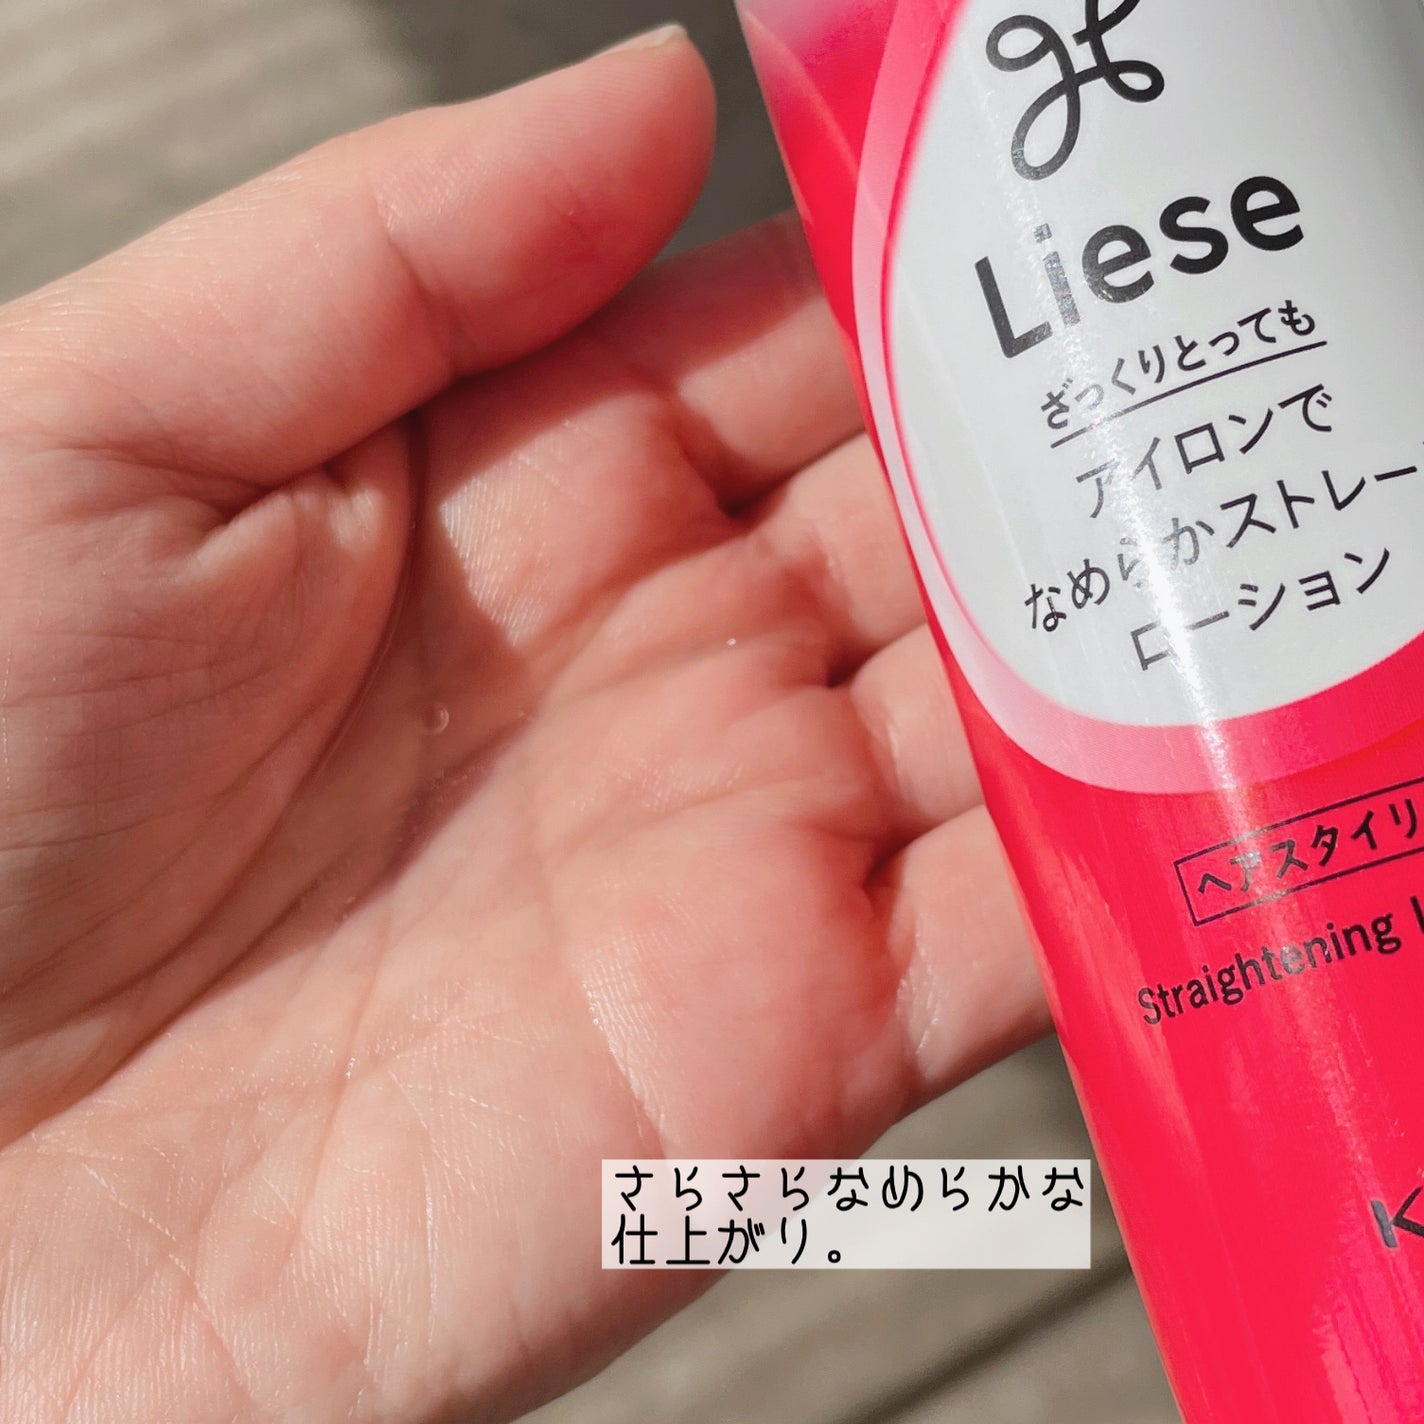 Liese
ざっくりとっても
アイロンで
なめらかストレー
ローション
ヘアスタイリ
Straightening
さらさらなめらかな
仕上がり。